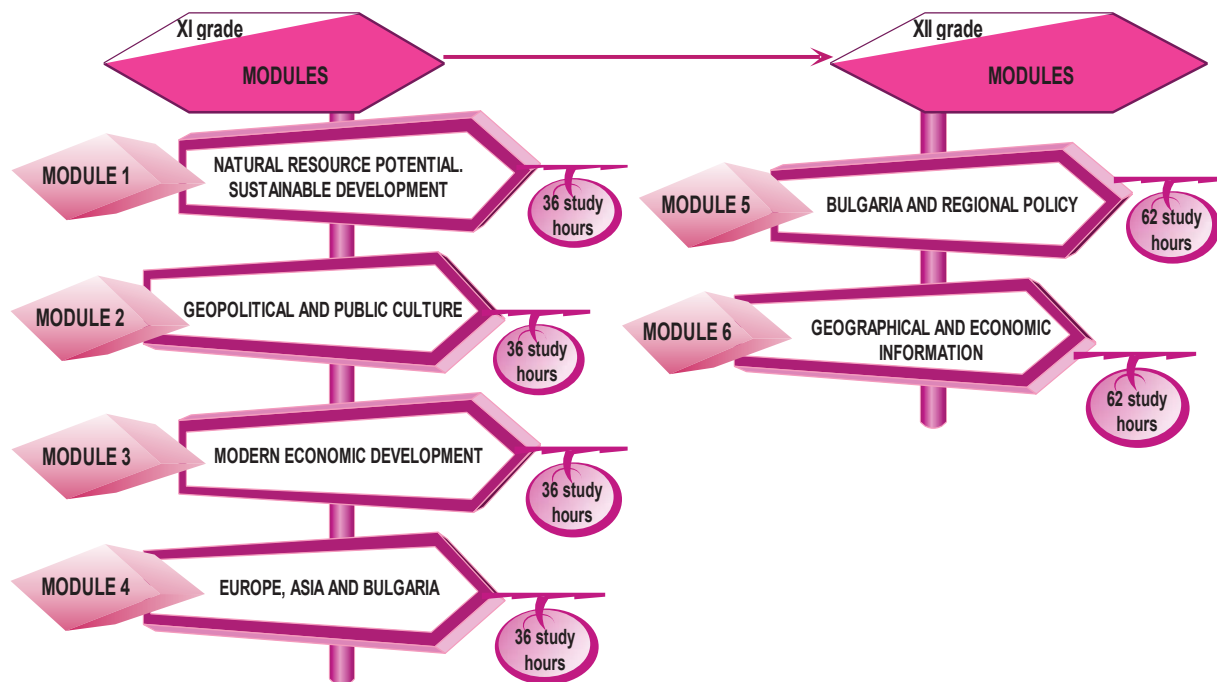 XI grade
MODULES
MODULE 1
NATURAL RESOURCE POTENTIAL.
SUSTAINABLE DEVELOPMENT
36 study
hours
MODULE 2
GEOPOLITICAL AND PUBLIC CULTURE
36 study
hours
MODULE 3
MODERN ECONOMIC DEVELOPMENT
36 study
hours
MODULE 4
EUROPE, ASIA AND BULGARIA
36 study
hours
XII grade
MODULES
MODULE 5
BULGARIA AND REGIONAL POLICY
62 study
hours
MODULE 6
GEOGRAPHICAL AND ECONOMIC
INFORMATION
62 study
hours